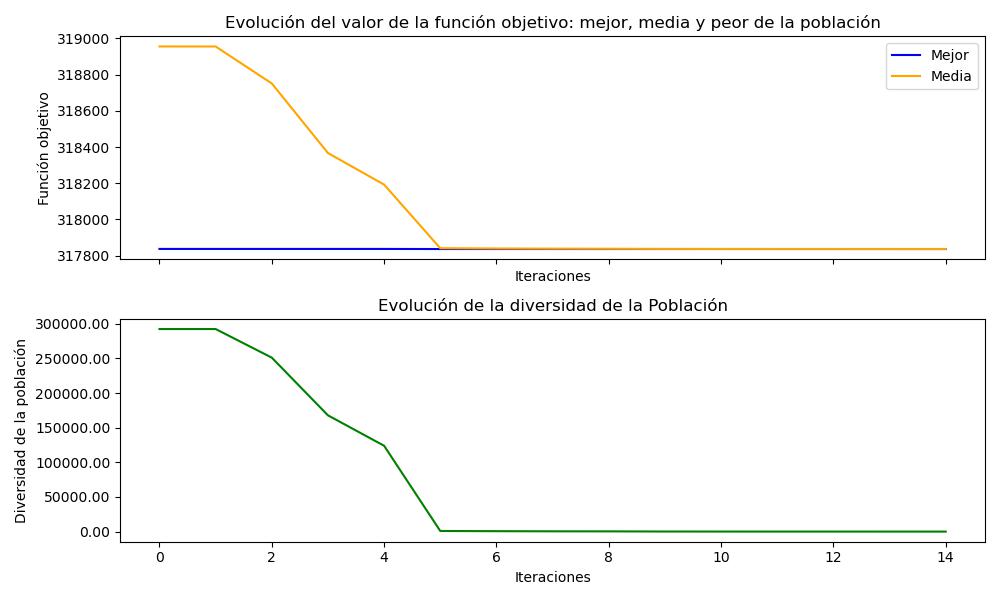 Evolución del valor de la función objetivo: mejor, media y peor de la población
Función objetivo
319000
318800
318600
318400
318200
318000
317800
Mejor
Media
Iteraciones
Evolución de la diversidad de la Población
Diversidad de la población
300000.00
250000.00
200000.00
150000.00
100000.00
50000.00
0.00
0 2 4 6 8 10 12 14
Iteraciones